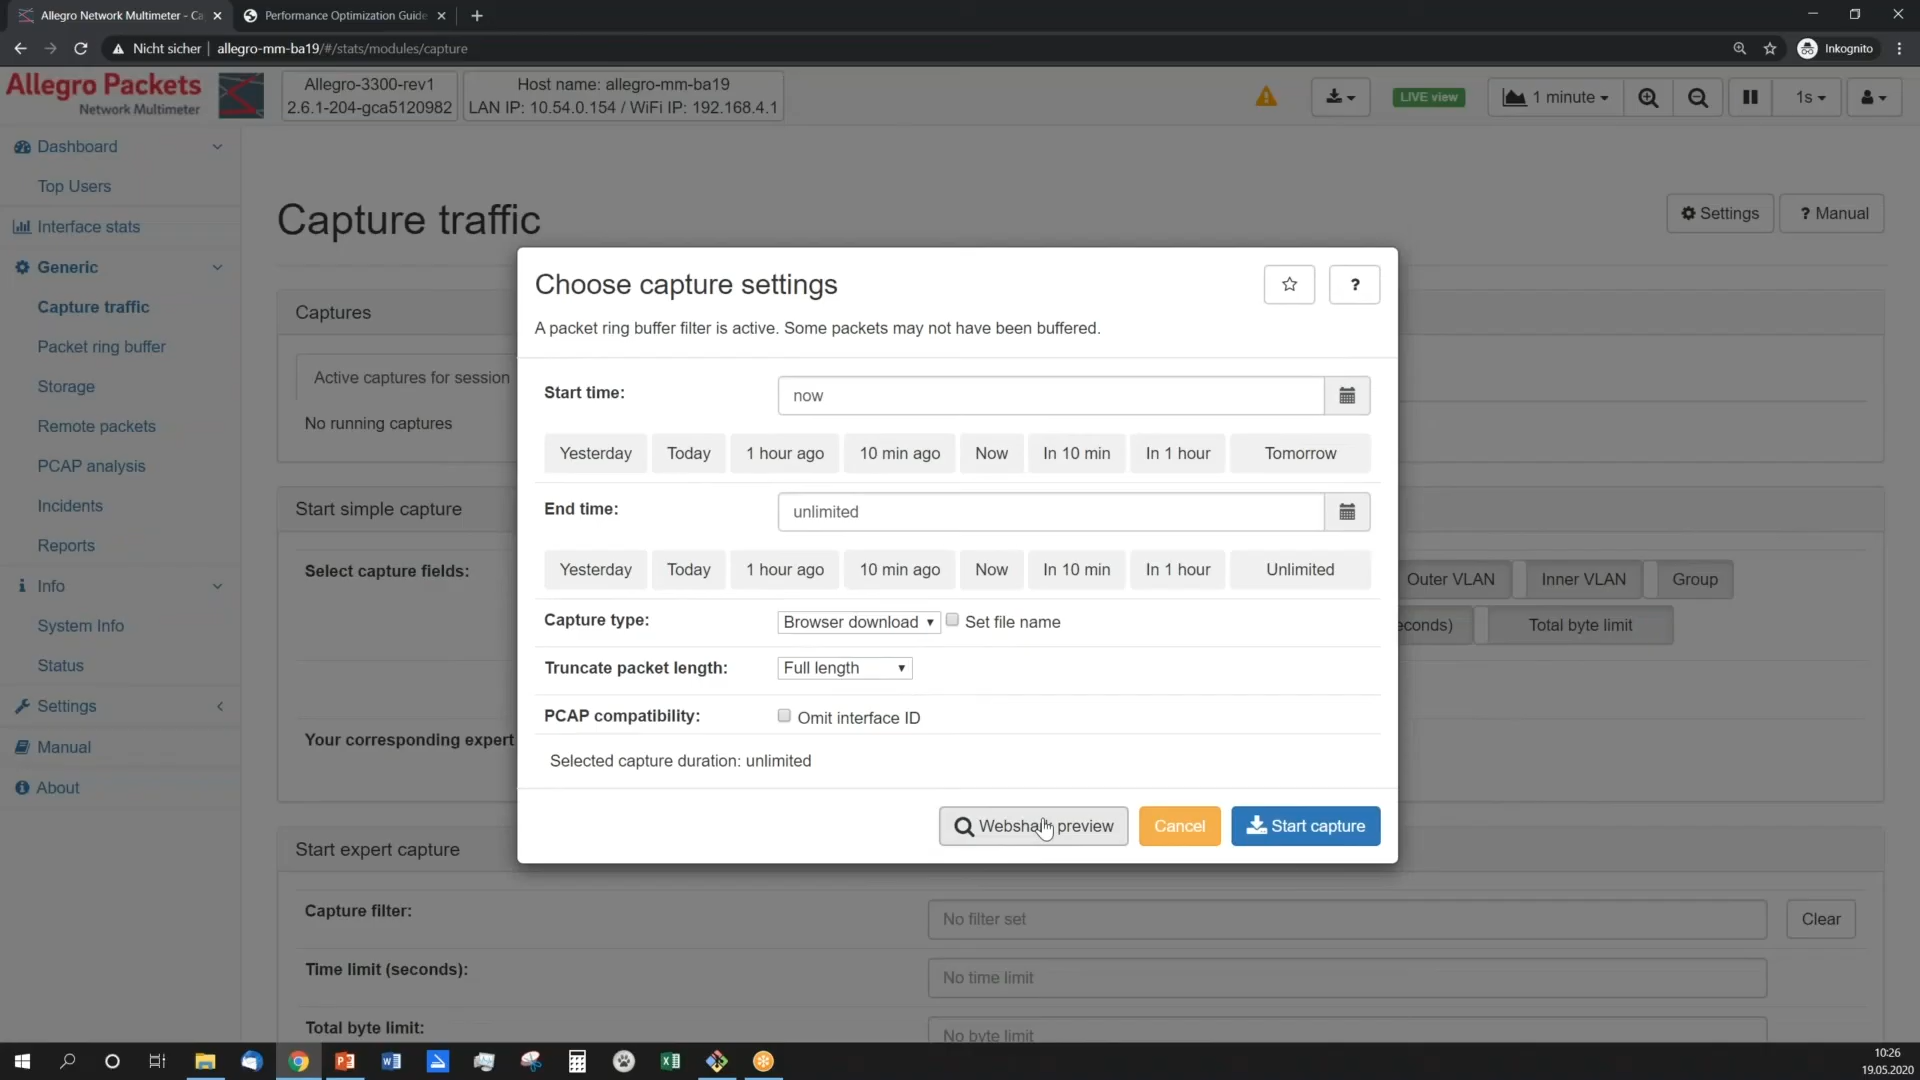 Allegro Network Multimeter - Ca
Performance Optimization Guide
Nicht sicher | allegro-mm-ba19/#/stats/modules/capture
Inkognito
Allegro Packets
Network Multimeter
Allegro-3300-rev1
2.6.1-204-gca5120982
Host name: allegro-mm-ba19
LAN IP: 10.54.0.154 / WiFi IP: 192.168.4.1
LIVE view
1 minute
1s
Dashboard
Top Users
Interface stats
Generic
Capture traffic
Packet ring buffer
Storage
Remote packets
PCAP analysis
Incidents
Reports
Info
System Info
Status
Settings
Manual
About
Capture traffic
Settings
? Manual
Captures
Active captures for session
No running captures
Start simple capture
Select capture fields:
Outer VLAN
Inner VLAN
Group
econds)
Total byte limit
Your corresponding expert
Start expert capture
Capture filter:
No filter set
Clear
Time limit (seconds):
No time limit
Total byte limit:
No byte limit
Choose capture settings
?
A packet ring buffer filter is active. Some packets may not have been buffered.
Start time:
now
Yesterday
Today
1 hour ago
10 min ago
Now
In 10 min
In 1 hour
Tomorrow
End time:
unlimited
Yesterday
Today
1 hour ago
10 min ago
Now
In 10 min
In 1 hour
Unlimited
Capture type:
Browser download
Set file name
Truncate packet length:
Full length
PCAP compatibility:
Omit interface ID
Selected capture duration: unlimited
Webshark preview
Cancel
Start capture
10:26
19.05.2020